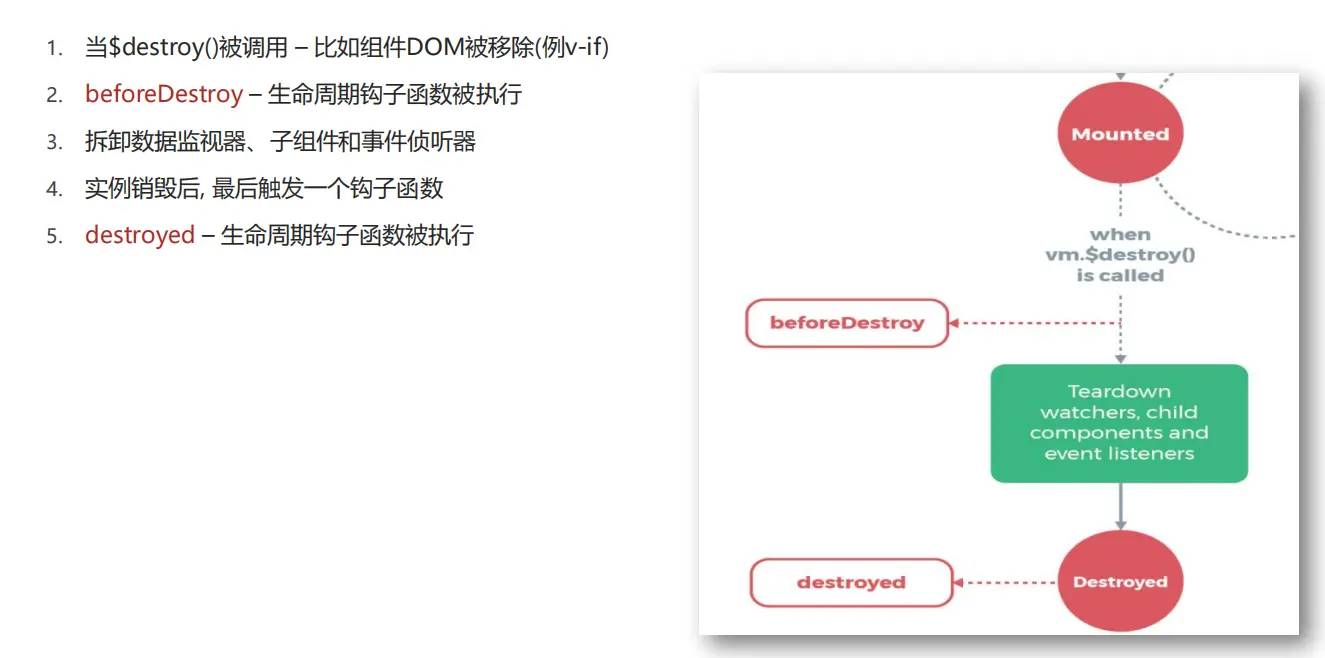 1. 当$destroy()被调用 – 比如组件DOM被移除(例v-if)
2. beforeDestroy – 生命周期钩子函数被执行
3. 拆卸数据监视器、子组件和事件侦听器
4. 实例销毁后, 最后触发一个钩子函数
5. destroyed – 生命周期钩子函数被执行
Mounted
when
vm.$destroy()
is called
beforeDestroy
Teardown
watchers, child
components and
event listeners
destroyed
Destroyed